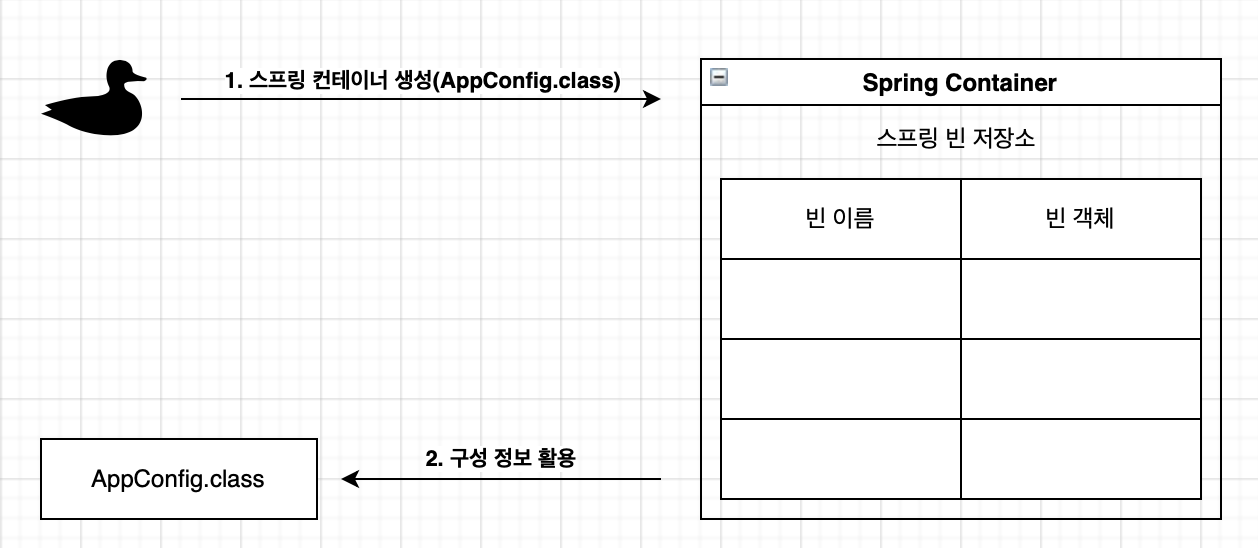 1. 스프링 컨테이너 생성(AppConfig.class)
Spring Container
스프링 빈 저장소
빈 이름
빈 객체
2. 구성 정보 활용
AppConfig.class